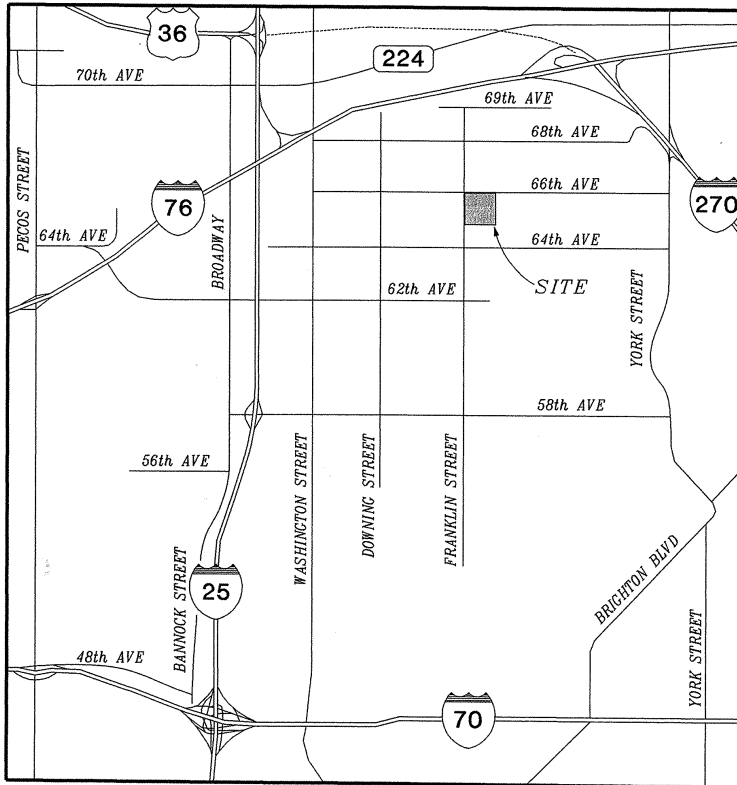 36
224
70th AVE
69th AVE
68th AVE
PECOS STREET
76
66th AVE
270
64th AVE
BROADWAY
64th AVE
62th AVE
SITE
YORK STREET
58th AVE
56th AVE
WASHINGTON STREET
DOWNING STREET
FRANKLIN STREET
BANNOCK STREET
25
BRIGHTON BLVD
YORK STREET
48th AVE
70